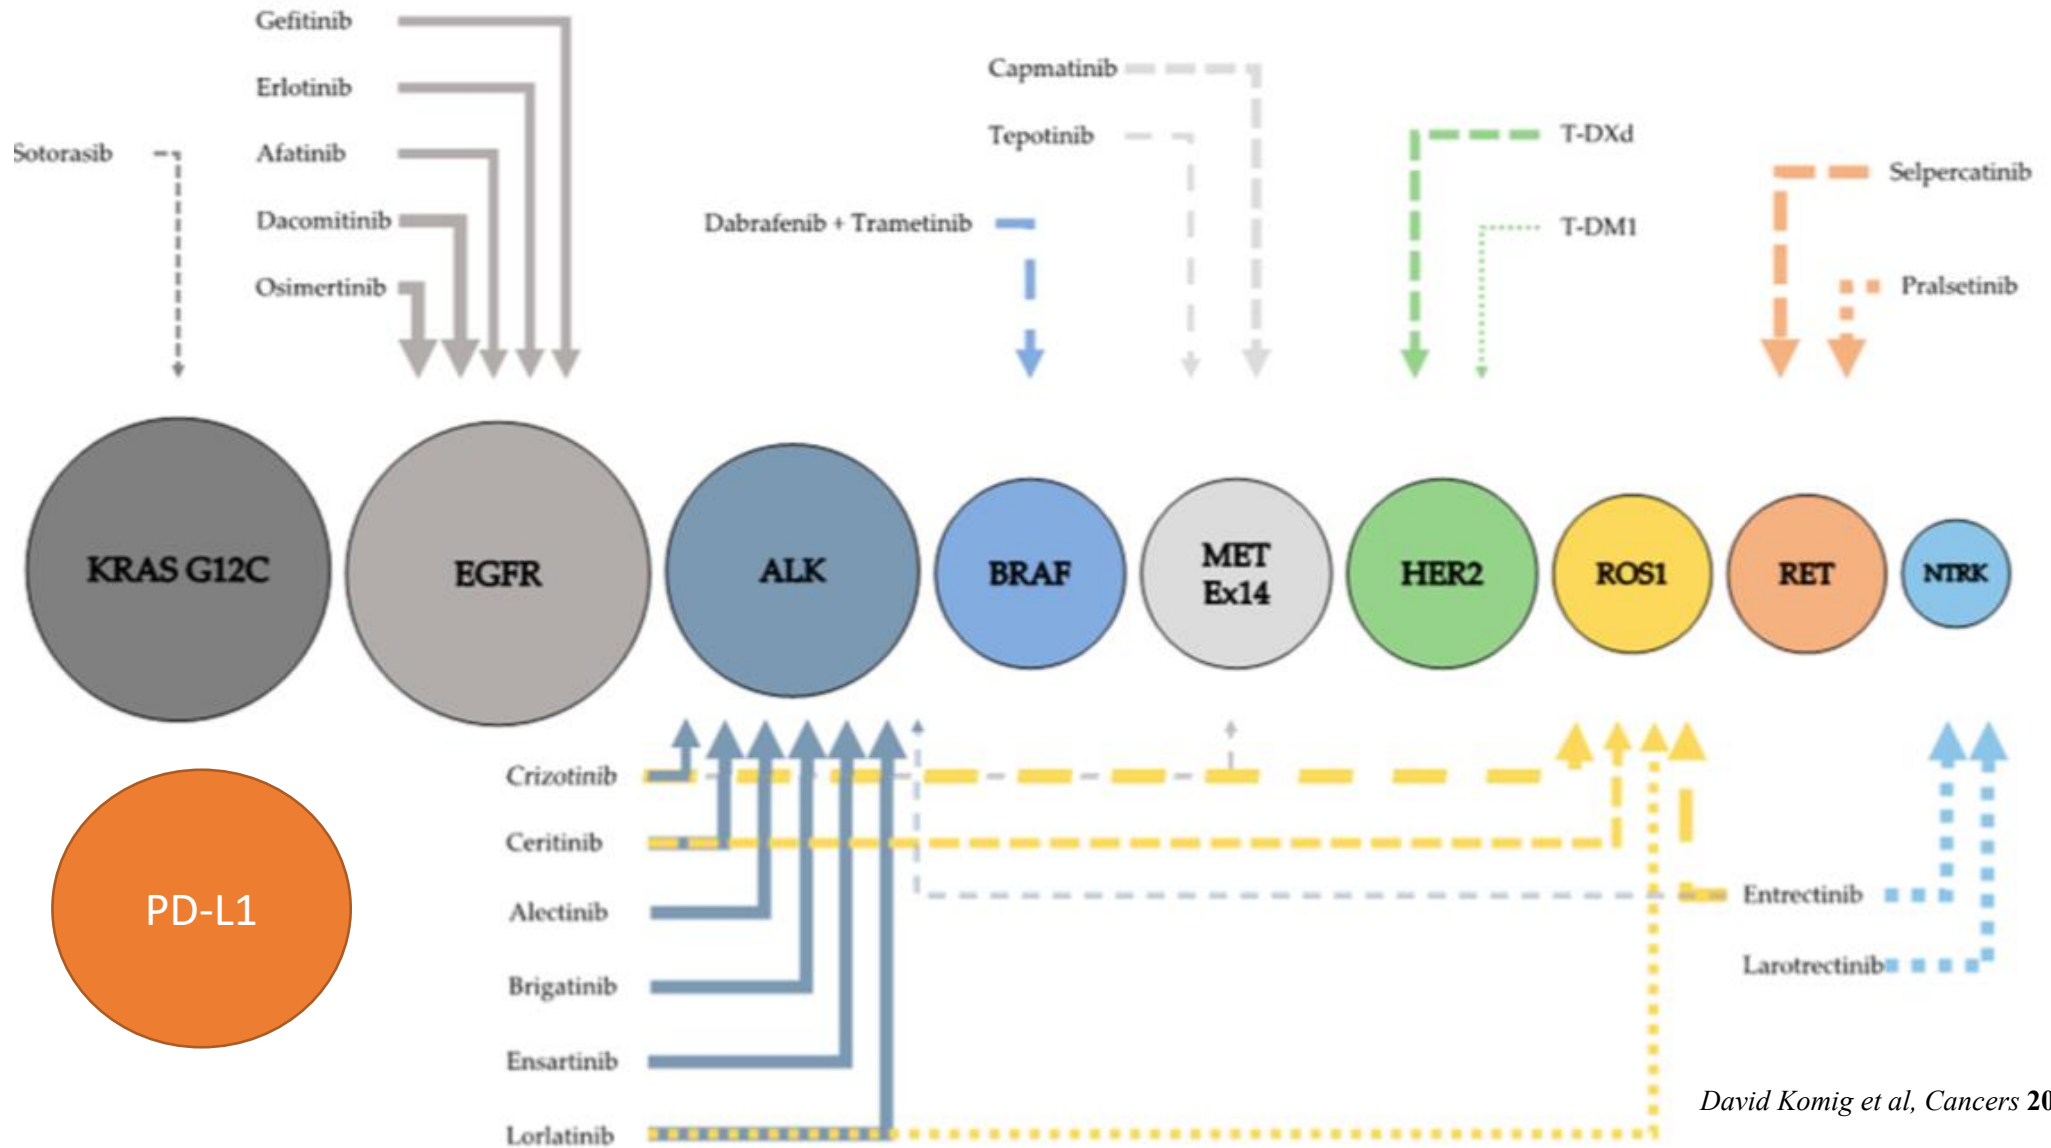 Gefitinib
Erlotinib
Sotorasib
Afatinib
Dacomitinib
Osimertinib
Capmatinib
Tepotinib
Dabrafenib + Trametinib
T-DXd
T-DM1
Selpercatinib
Pralsetinib
KRAS G12C
EGFR
ALK
BRAF
MET
Ex14
HER2
ROS1
RET
NTRK
PD-L1
Crizotinib
Ceritinib
Alectinib
Brigatinib
Ensartinib
Lorlatinib
Entrectinib
Larotrectinib
David Komig et al, Cancers 20